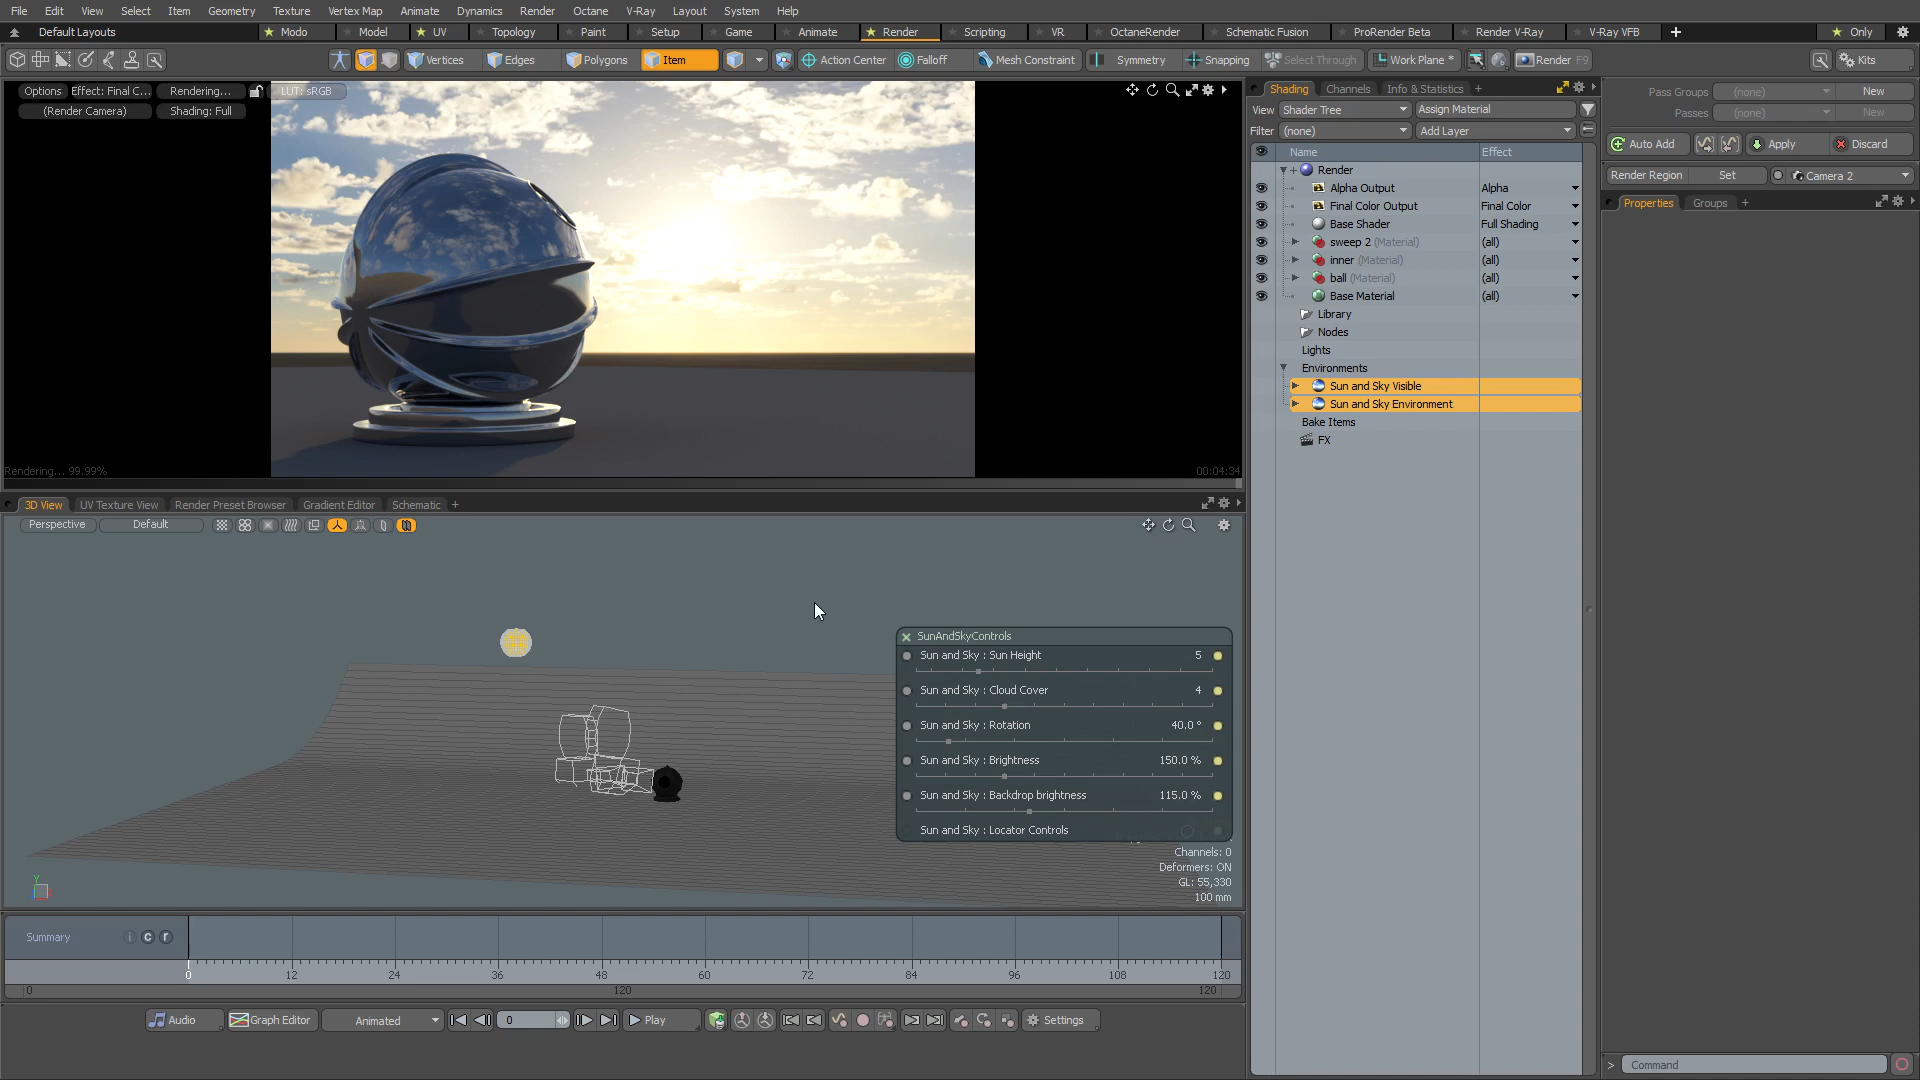 File Edit View Select Item Geometry Texture Vertex Map Animate Dynamics Render Octane V-Ray Layout System Help
Default Layouts Modo Model UV Topology Paint Setup Game Animate Render Scripting VR OctaneRender Schematic Fusion ProRender Beta Render V-Ray V-Ray VFB + Only
Vertices Edges Polygons Item Action Center Falloff Mesh Constraint Symmetry Snapping Select Through Work Plane * Render F9 Kits
Options Effect: Final C... Rendering... LUT: sRGB
(Render Camera) Shading: Full
Rendering... 99.99% 00:04:34
Shading Channels Info & Statistics +
View Shader Tree Assign Material
Filter (none) Add Layer
Name Effect
Render
Alpha Output Alpha
Final Color Output Final Color
Base Shader Full Shading
sweep 2 (Material) (all)
inner (Material) (all)
ball (Material) (all)
Base Material (all)
Library
Nodes
Lights
Environments
Sun and Sky Visible
Sun and Sky Environment
Bake Items
FX
Pass Groups (none) New
Passes (none) New
Auto Add Apply Discard
Render Region Set Camera 2
Properties Groups +
3D View UV Texture View Render Preset Browser Gradient Editor Schematic +
Perspective Default
SunAndSkyControls
Sun and Sky : Sun Height 5
Sun and Sky : Cloud Cover 4
Sun and Sky : Rotation 40.0 °
Sun and Sky : Brightness 150.0 %
Sun and Sky : Backdrop brightness 115.0 %
Sun and Sky : Locator Controls
Channels: 0
Deformers: ON
GL: 55,330
100 mm
Y
Summary i c r
0 12 24 36 48 60 72 84 96 108 120
0 120 120
Audio Graph Editor Animated 0 Play Settings
> Command